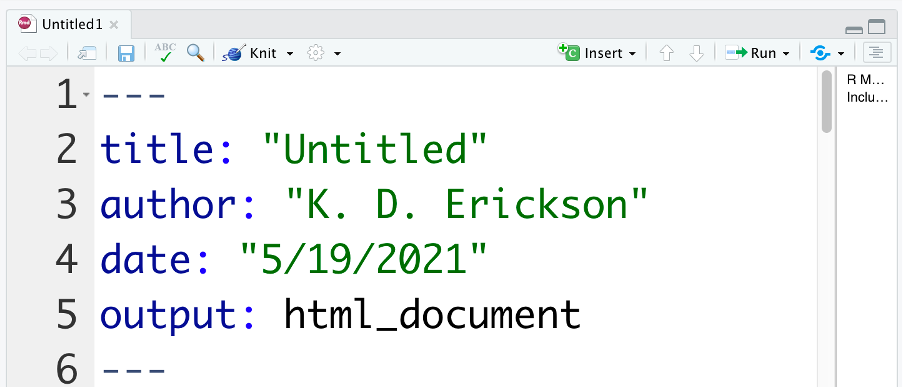 Untitled1
ABC
Knit
Insert
Run
R M...
Inclu...
1 ---
2 title: "Untitled"
3 author: "K. D. Erickson"
4 date: "5/19/2021"
5 output: html_document
6 ---